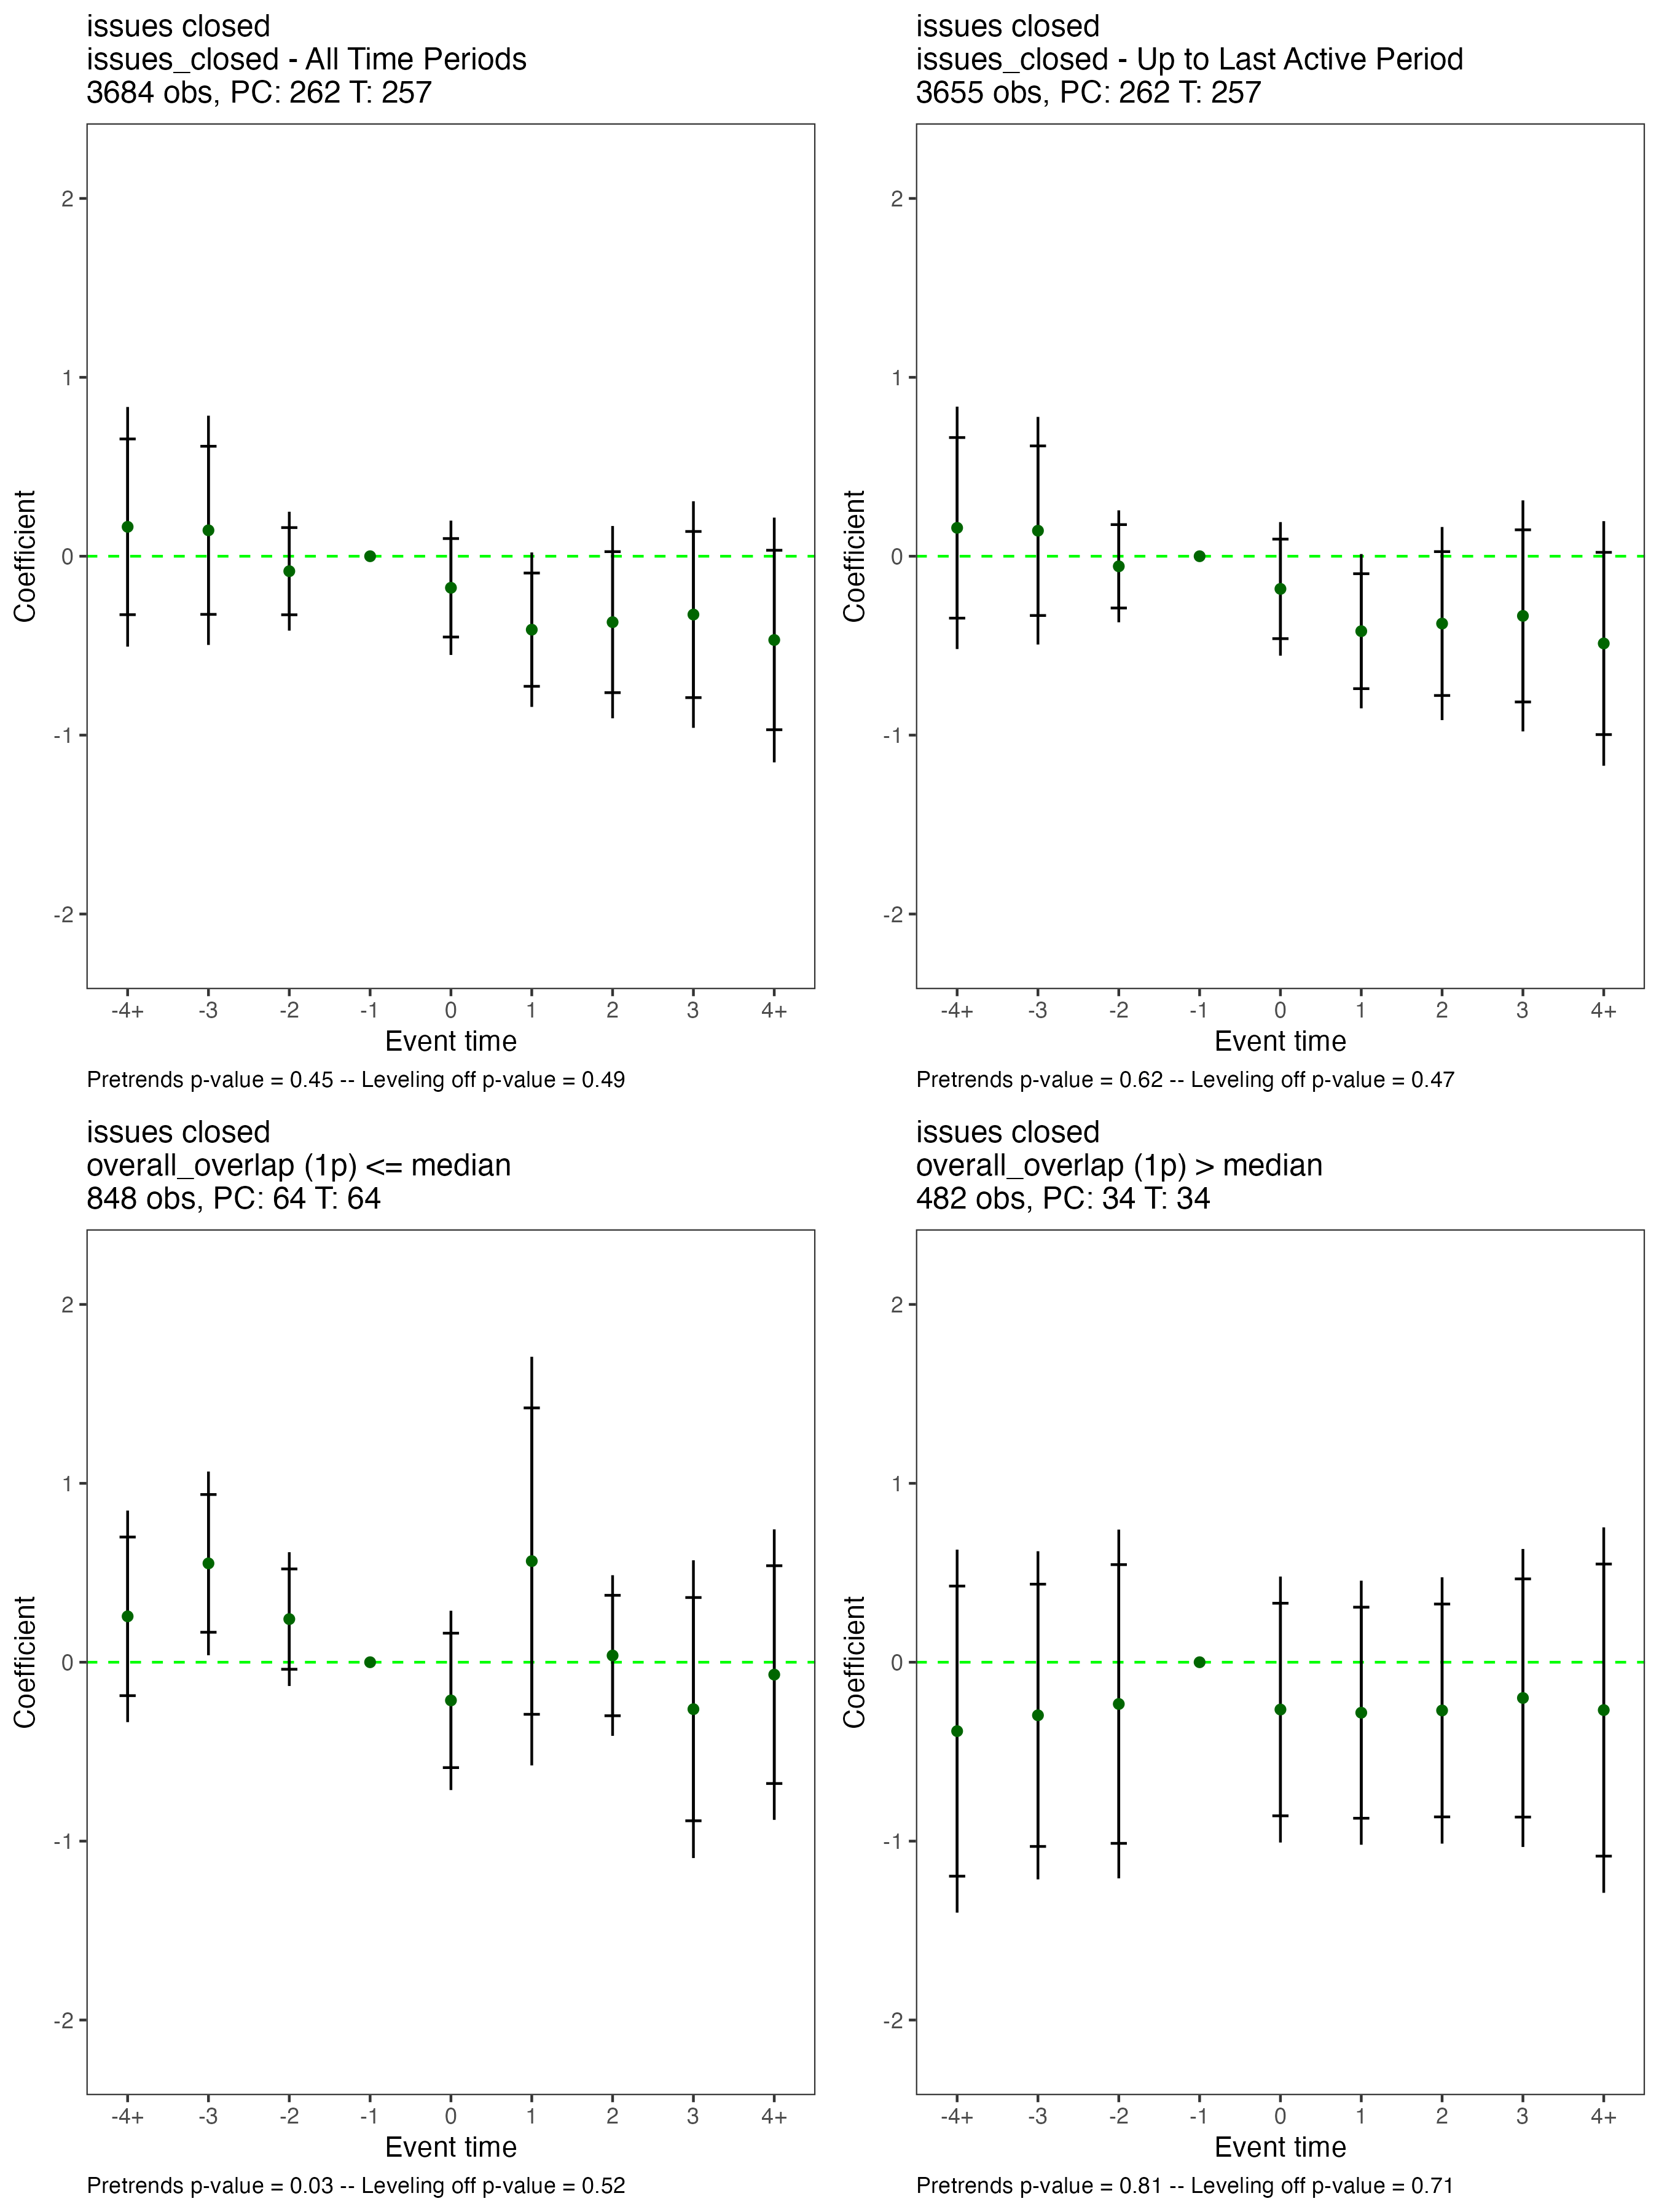 issues closed
issues_closed - All Time Periods
3684 obs, PC: 262 T: 257
2
1
0
-1
-2
Coefficient
-4+ -3 -2 -1 0 1 2 3 4+
Event time
Pretrends p-value = 0.45 -- Leveling off p-value = 0.49
issues closed
issues_closed - Up to Last Active Period
3655 obs, PC: 262 T: 257
2
1
0
-1
-2
Coefficient
-4+ -3 -2 -1 0 1 2 3 4+
Event time
Pretrends p-value = 0.62 -- Leveling off p-value = 0.47
issues closed
overall_overlap (1p) <= median
848 obs, PC: 64 T: 64
2
1
0
-1
-2
Coefficient
-4+ -3 -2 -1 0 1 2 3 4+
Event time
Pretrends p-value = 0.03 -- Leveling off p-value = 0.52
issues closed
overall_overlap (1p) > median
482 obs, PC: 34 T: 34
2
1
0
-1
-2
Coefficient
-4+ -3 -2 -1 0 1 2 3 4+
Event time
Pretrends p-value = 0.81 -- Leveling off p-value = 0.71